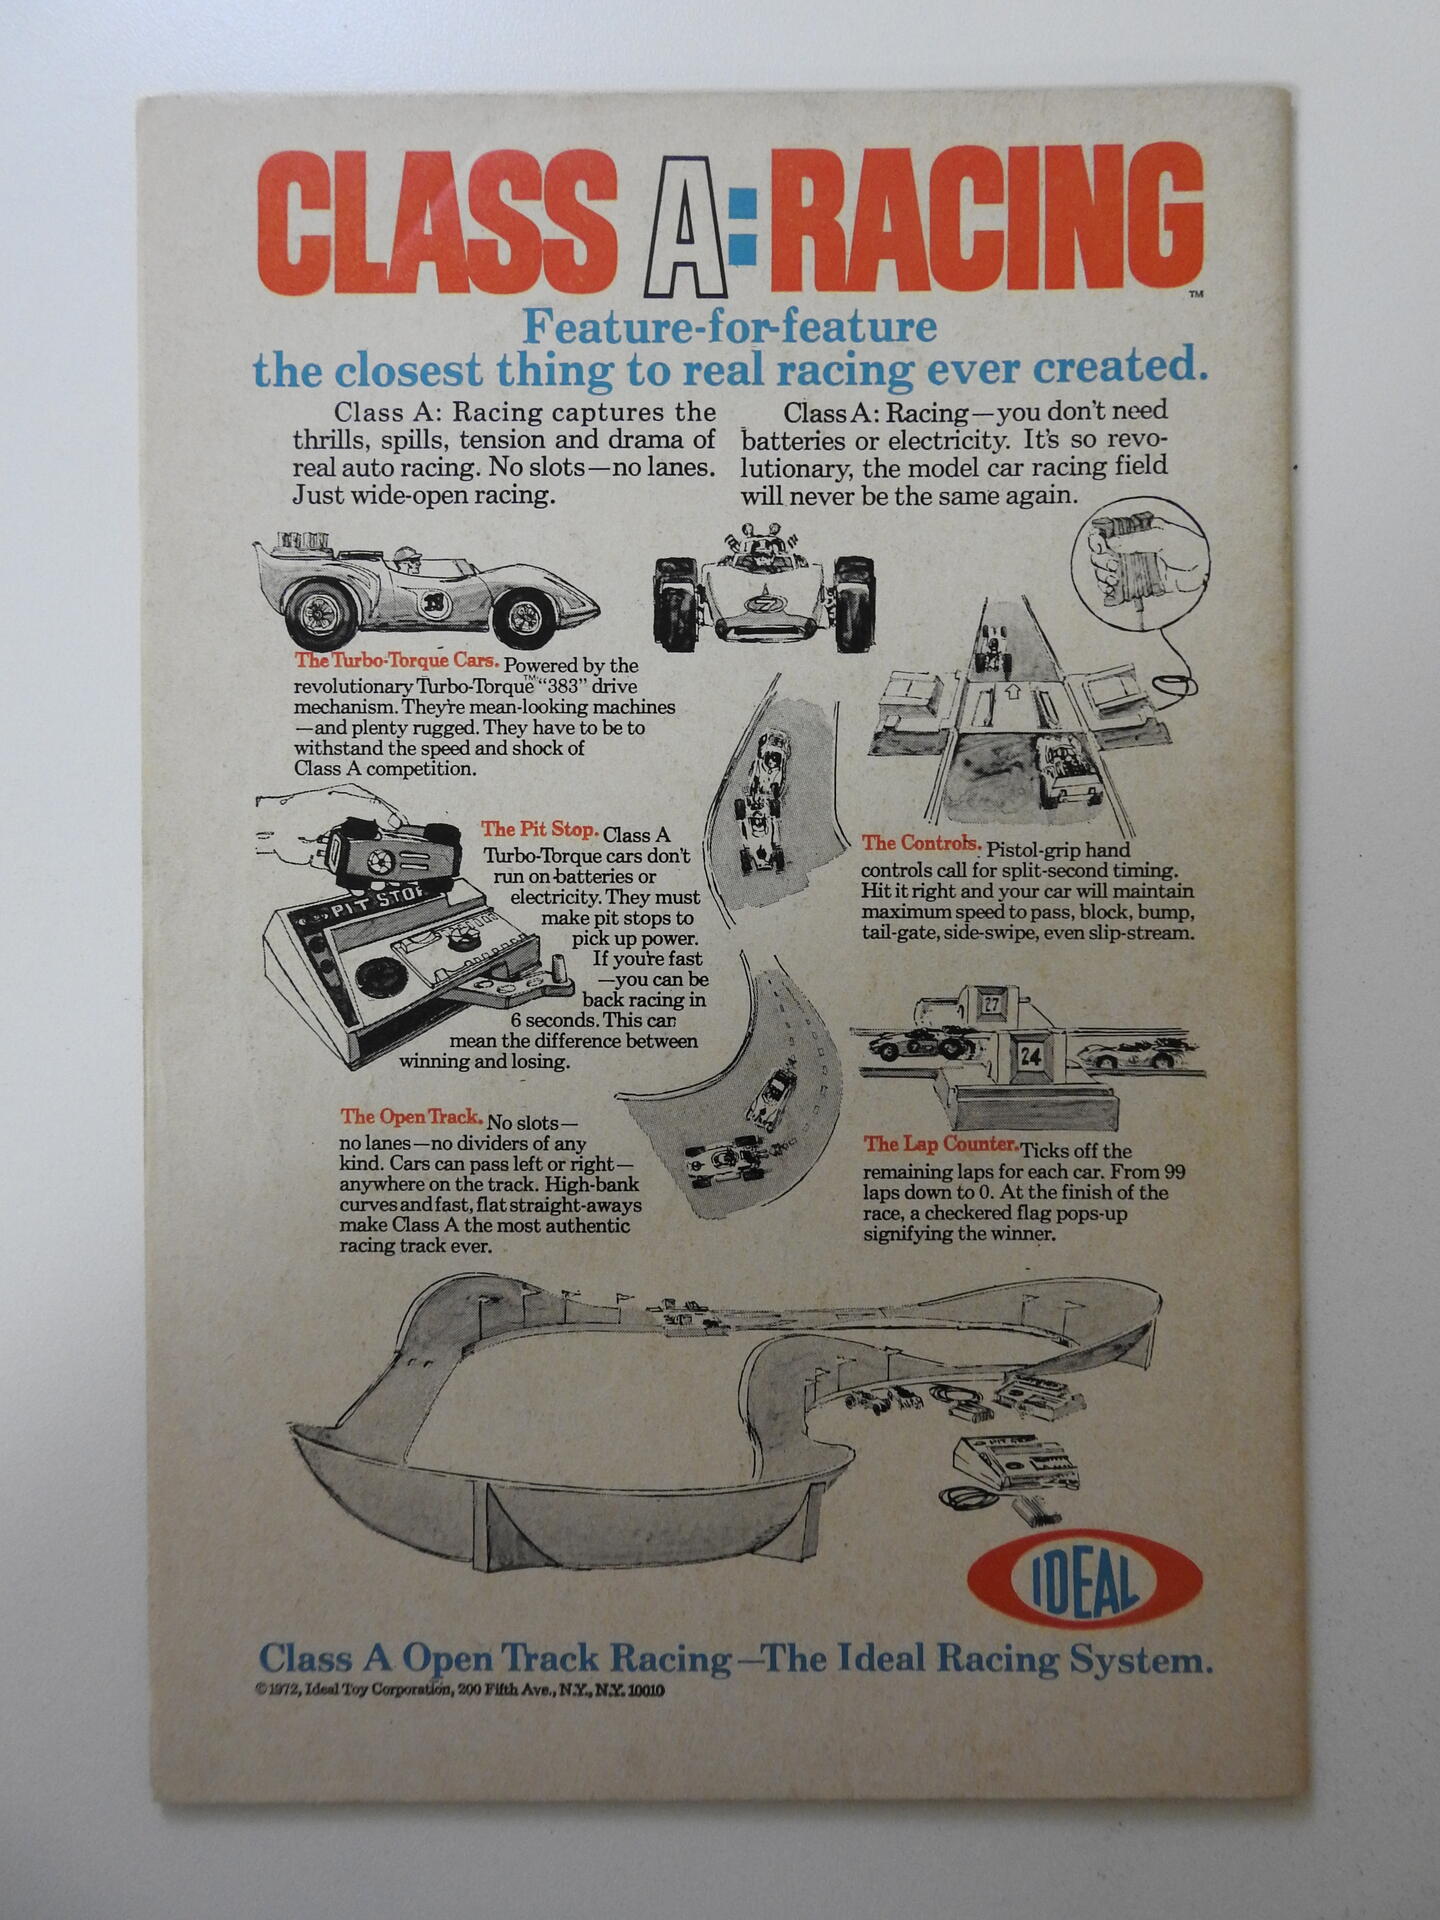 CLASS A: RACING
TM
Feature-for-feature
the closest thing to real racing ever created.
Class A: Racing captures the
thrills, spills, tension and drama of
real auto racing. No slots—no lanes.
Just wide-open racing.
Class A: Racing—you don't need
batteries or electricity. It's so revo-
lutionary, the model car racing field
will never be the same again.
The Turbo-Torque Cars. Powered by the
revolutionary Turbo-Torque™ "383" drive
mechanism. They're mean-looking machines
—and plenty rugged. They have to be to
withstand the speed and shock of
Class A competition.
PIT STOP
The Pit Stop. Class A
Turbo-Torque cars don't
run on batteries or
electricity. They must
make pit stops to
pick up power.
If you're fast
—you can be
back racing in
6 seconds. This can
mean the difference between
winning and losing.
The Controls. Pistol-grip hand
controls call for split-second timing.
Hit it right and your car will maintain
maximum speed to pass, block, bump,
tail-gate, side-swipe, even slip-stream.
27
24
The Open Track. No slots—
no lanes—no dividers of any
kind. Cars can pass left or right—
anywhere on the track. High-bank
curves and fast, flat straight-aways
make Class A the most authentic
racing track ever.
The Lap Counter. Ticks off the
remaining laps for each car. From 99
laps down to 0. At the finish of the
race, a checkered flag pops-up
signifying the winner.
IDEAL
Class A Open Track Racing—The Ideal Racing System.
©1972, Ideal Toy Corporation, 200 Fifth Ave., N.Y., N.Y. 10010